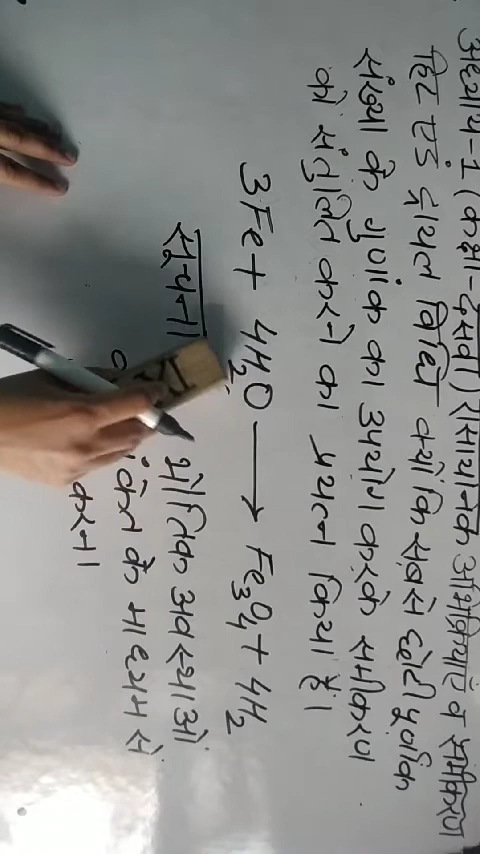 अध्याय-1 (कक्षा-दसवीं) रासायनिक अभिक्रियाएँ व समीकरण
हिट एंड ट्रायल विधि क्योंकि सबसे छोटी पूर्णांक
संख्या के गुणांक का उपयोग करके समीकरण
को संतुलित करने का प्रयत्न किया है।
3Fe + 4H₂O → Fe₃O₄ + 4H₂
सूचना भौतिक अवस्थाओं
के माध्यम से
करना।